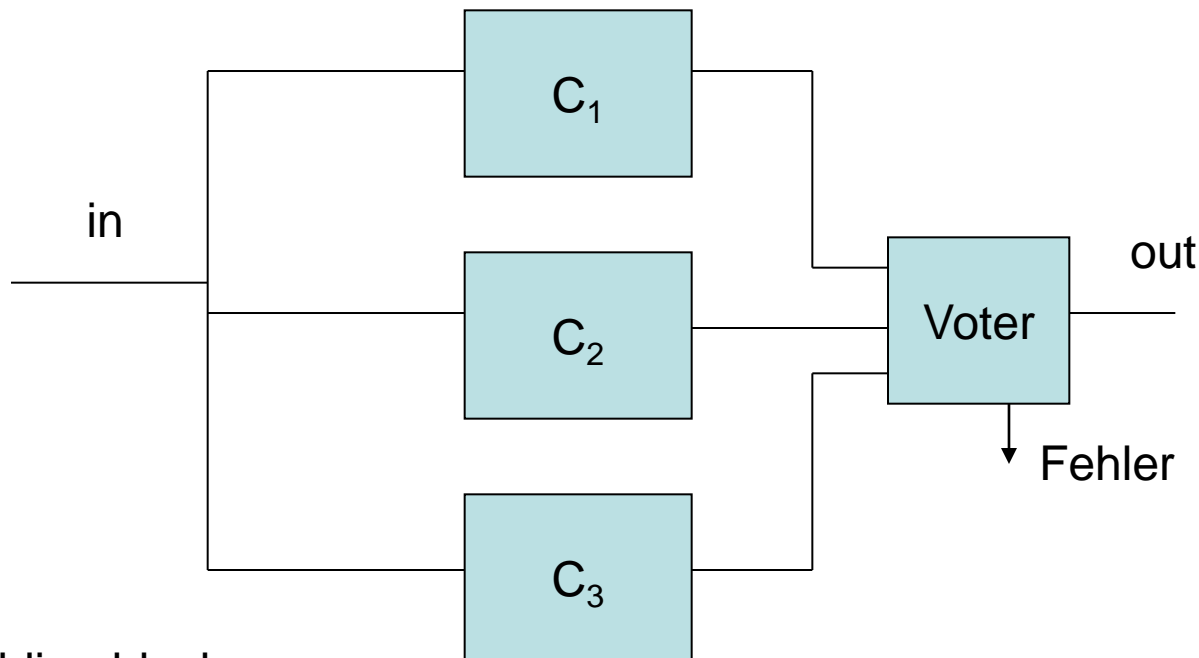 C₁
in
out
C₂
Voter
Fehler
C₃